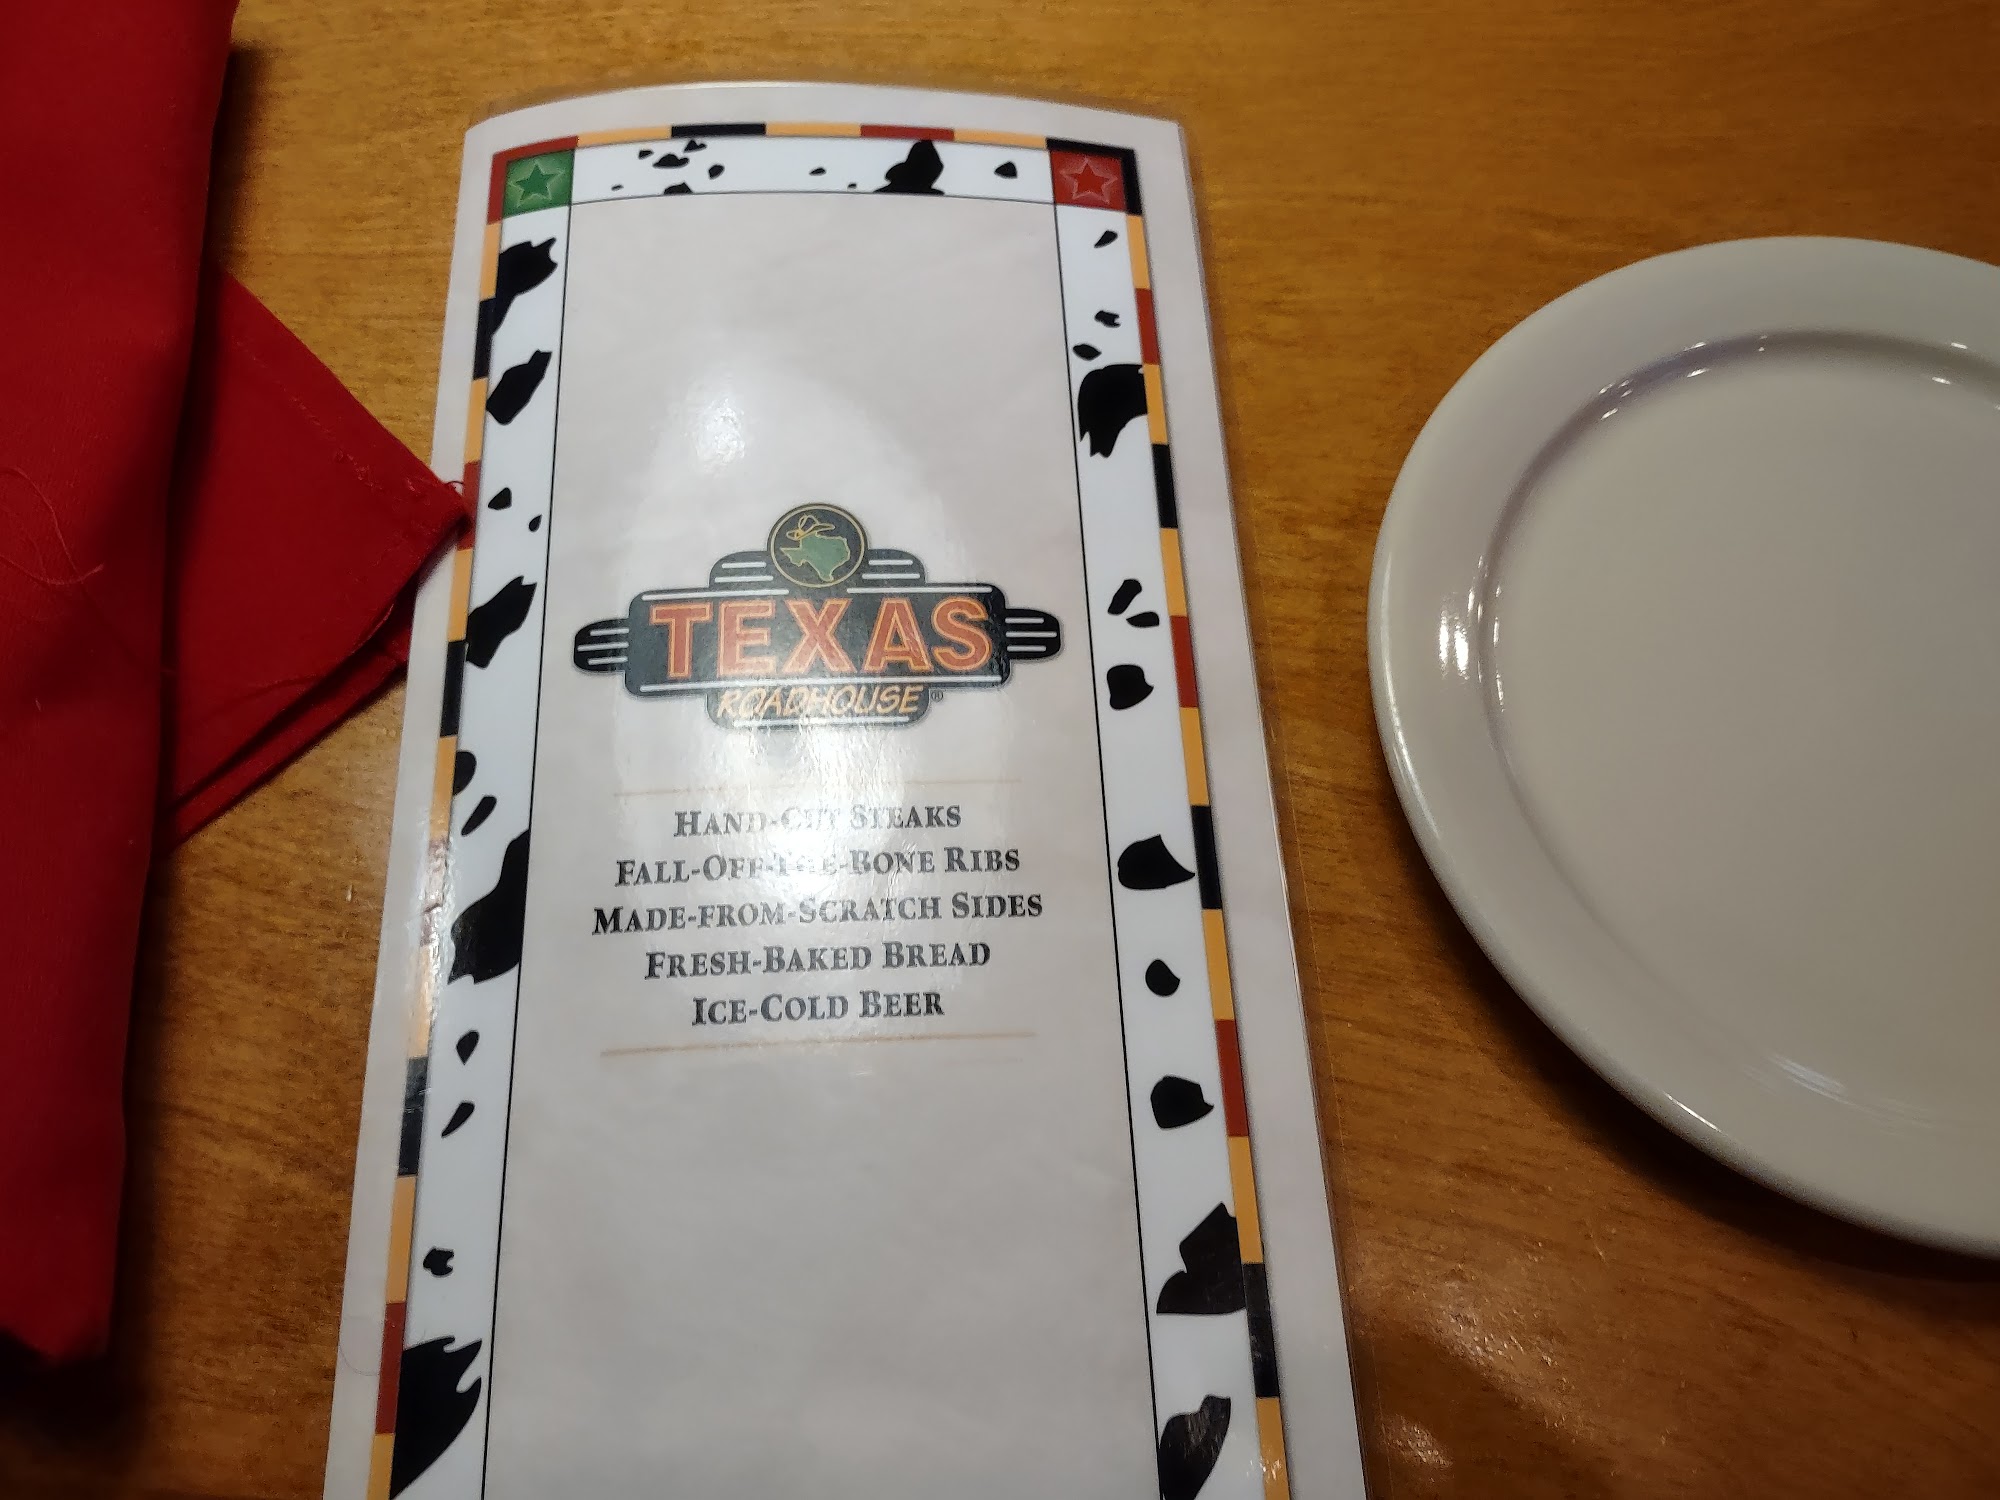 TEXAS
ROADHOUSE®
HAND-CUT STEAKS
FALL-OFF-THE-BONE RIBS
MADE-FROM-SCRATCH SIDES
FRESH-BAKED BREAD
ICE-COLD BEER